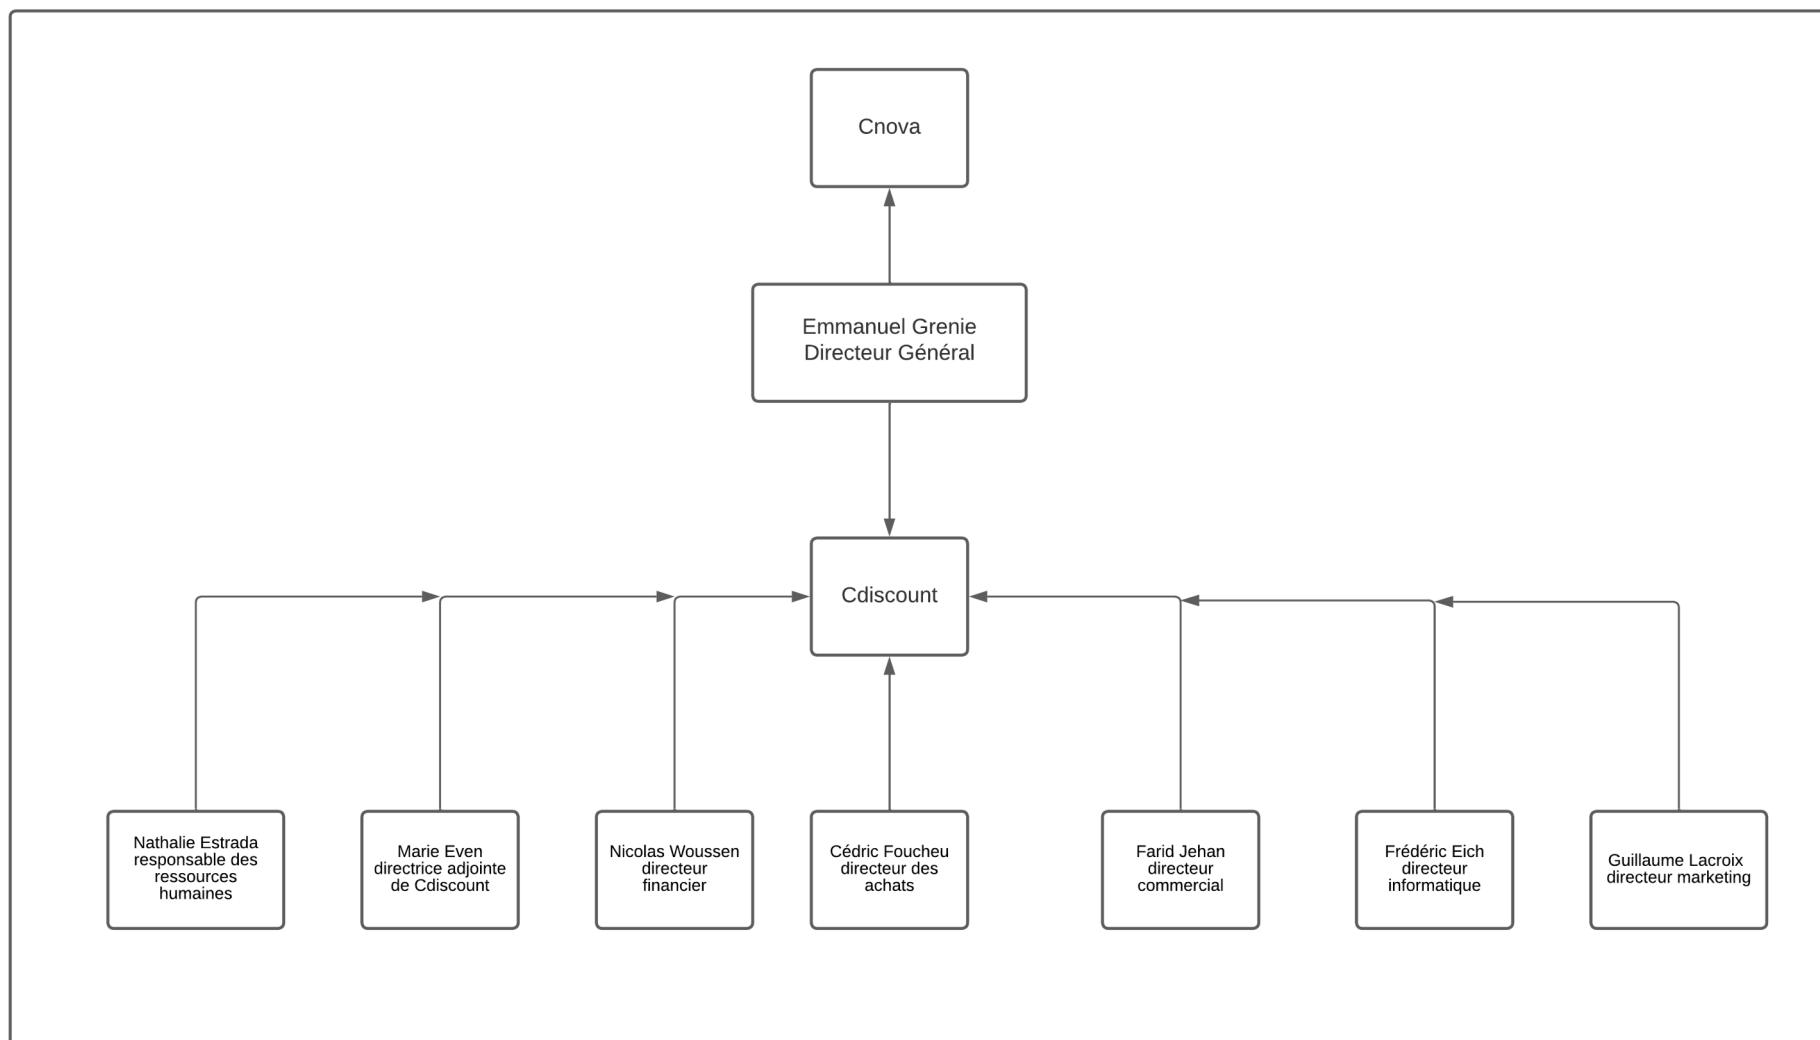 Cnova
Emmanuel Grenie
Directeur Général
Cdiscount
Nathalie Estrada
responsable des
ressources
humaines
Marie Even
directrice adjointe
de Cdiscount
Nicolas Woussen
directeur
financier
Cédric Foucheu
directeur des
achats
Farid Jehan
directeur
commercial
Frédéric Eich
directeur
informatique
Guillaume Lacroix
directeur marketing